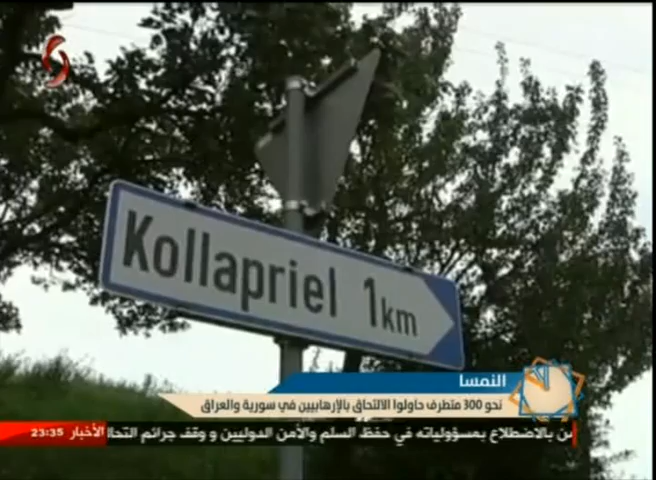 Kollapriel 1km
النمسا
نحو 300 متطرف حاولوا الالتحاق بالإرهابيين في سورية والعراق
بالاضطلاع بمسؤولياته في حفظ السلم والأمن الدوليين و وقف جرائم التحا
الأخبار 23:35